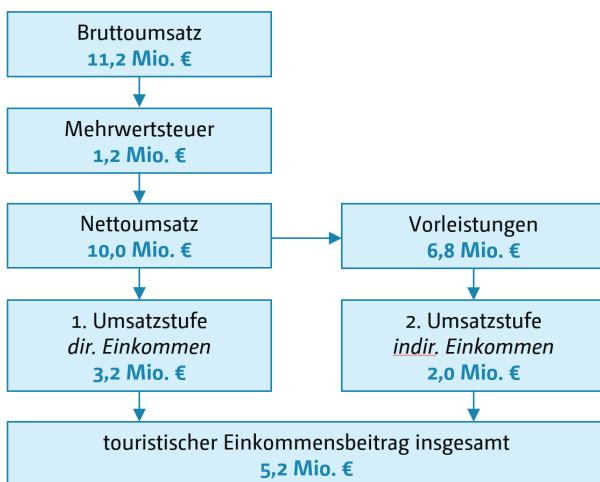 Bruttoumsatz
11,2 Mio. €
Mehrwertsteuer
1,2 Mio. €
Nettoumsatz
10,0 Mio. €
Vorleistungen
6,8 Mio. €
1. Umsatzstufe
dir. Einkommen
3,2 Mio. €
2. Umsatzstufe
indir. Einkommen
2,0 Mio. €
touristischer Einkommensbeitrag insgesamt
5,2 Mio. €